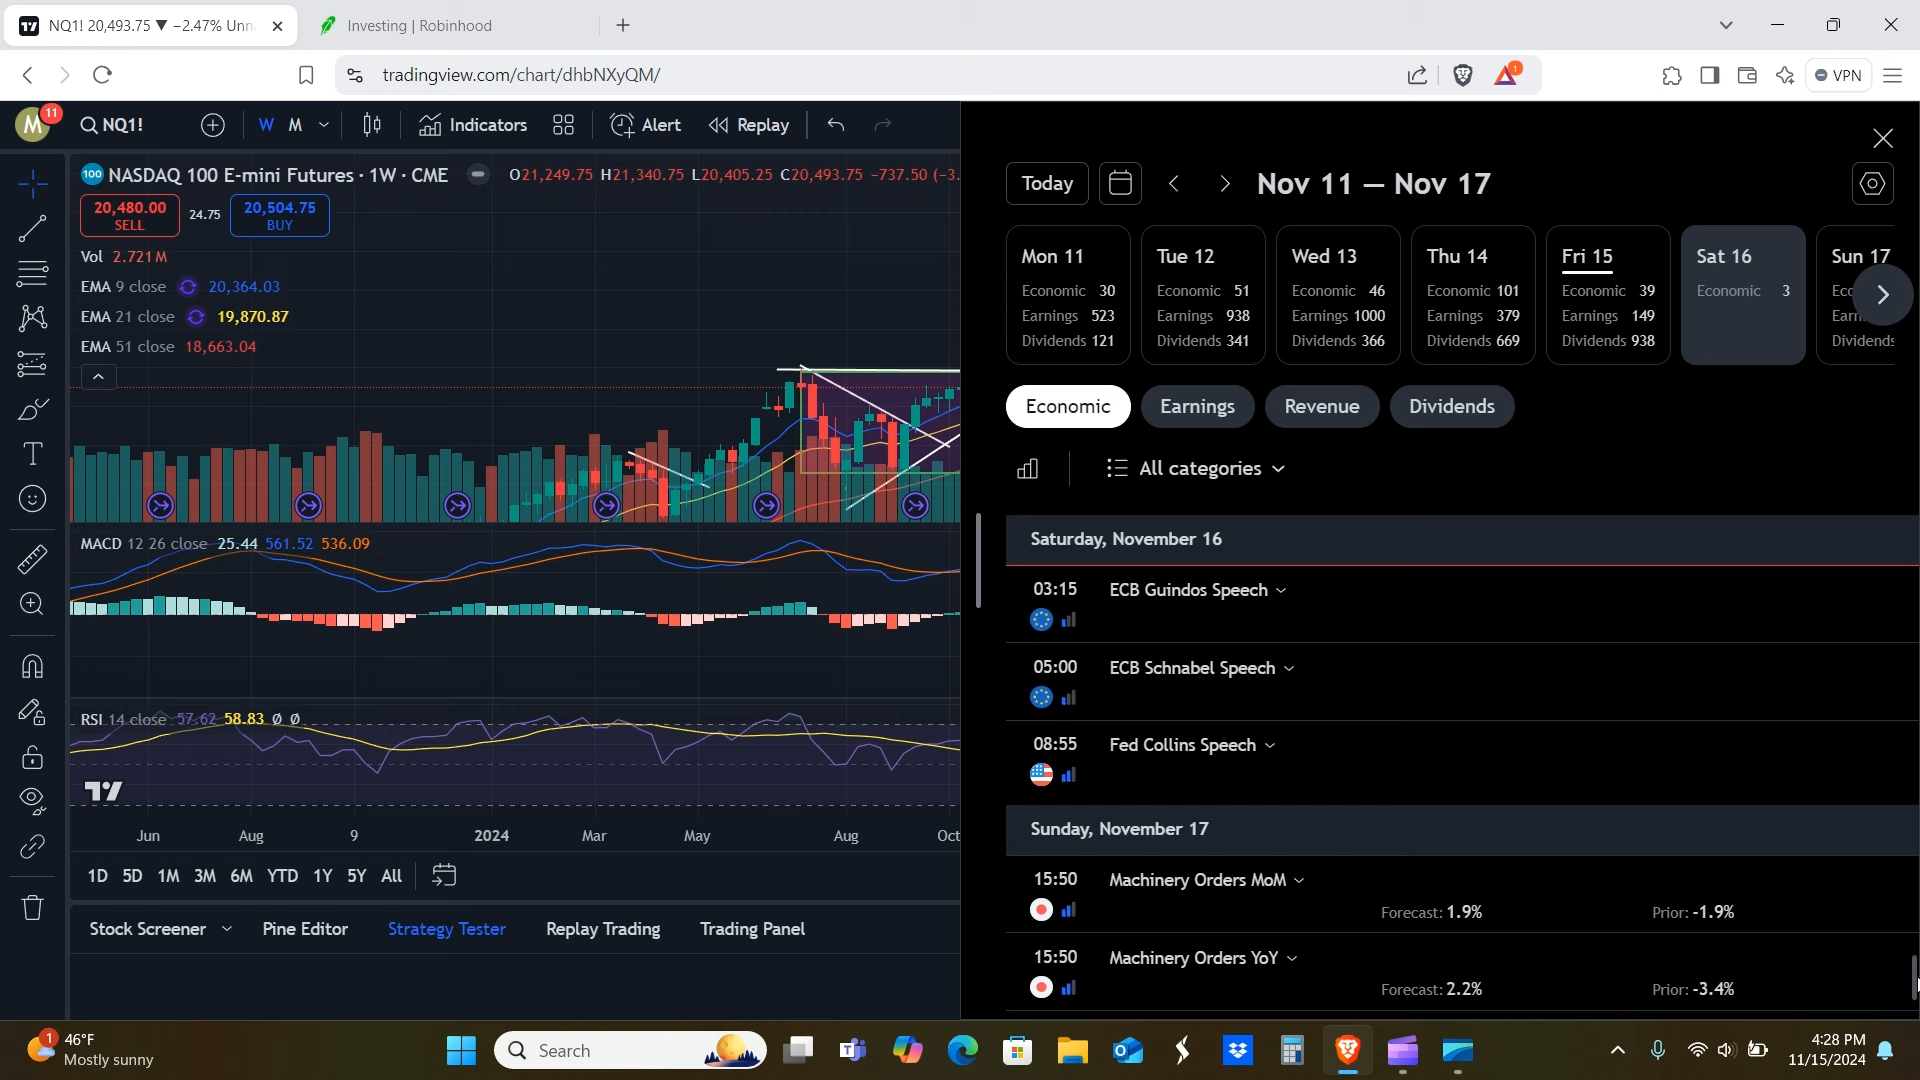 NQ1! 20,493.75 ▼ −2.47% Unn
Investing | Robinhood
tradingview.com/chart/dhbNXyQM/
1
VPN
M
11
NQ1!
W M
Indicators
Alert
Replay
100
NASDAQ 100 E-mini Futures · 1W · CME
O21,249.75 H21,340.75 L20,405.25 C20,493.75 −737.50 (−3.
20,480.00
SELL
24.75
20,504.75
BUY
Vol 2.721M
EMA 9 close 20,364.03
EMA 21 close 19,870.87
EMA 51 close 18,663.04
MACD 12 26 close 25.44 561.52 536.09
RSI 14 close 57.62 58.83 Ø Ø
Jun Aug 9 2024 Mar May Aug Oct
1D 5D 1M 3M 6M YTD 1Y 5Y All
Stock Screener Pine Editor Strategy Tester Replay Trading Trading Panel
Today
Nov 11 — Nov 17
Mon 11
Economic 30
Earnings 523
Dividends 121
Tue 12
Economic 51
Earnings 938
Dividends 341
Wed 13
Economic 46
Earnings 1000
Dividends 366
Thu 14
Economic 101
Earnings 379
Dividends 669
Fri 15
Economic 39
Earnings 149
Dividends 938
Sat 16
Economic 3
Sun 17
Ecc
Earn
Dividends
Economic Earnings Revenue Dividends
All categories
Saturday, November 16
03:15 ECB Guindos Speech
05:00 ECB Schnabel Speech
08:55 Fed Collins Speech
Sunday, November 17
15:50 Machinery Orders MoM
Forecast: 1.9% Prior: -1.9%
15:50 Machinery Orders YoY
Forecast: 2.2% Prior: -3.4%
1
46°F
Mostly sunny
Search
4:28 PM
11/15/2024